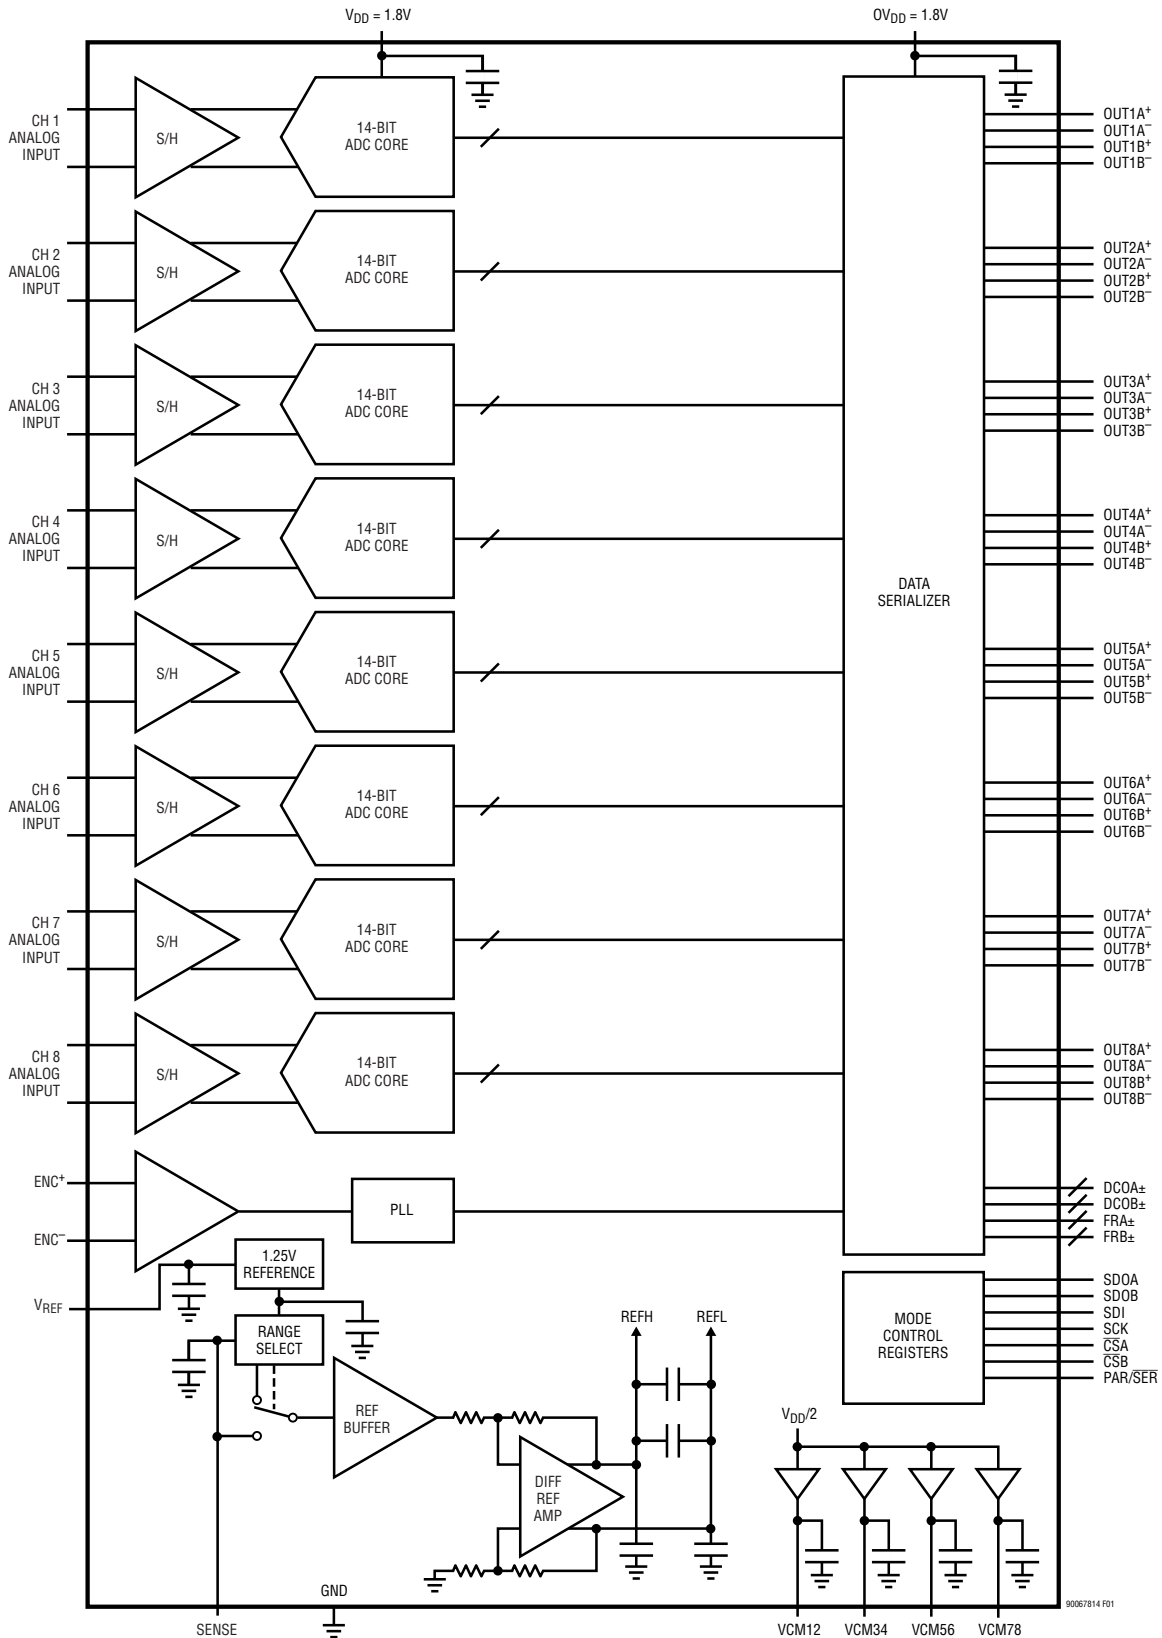 V_DD = 1.8V
OV_DD = 1.8V
CH 1
ANALOG
INPUT
S/H
14-BIT
ADC CORE
OUT1A+
OUT1A−
OUT1B+
OUT1B−
CH 2
ANALOG
INPUT
S/H
14-BIT
ADC CORE
OUT2A+
OUT2A−
OUT2B+
OUT2B−
CH 3
ANALOG
INPUT
S/H
14-BIT
ADC CORE
OUT3A+
OUT3A−
OUT3B+
OUT3B−
CH 4
ANALOG
INPUT
S/H
14-BIT
ADC CORE
OUT4A+
OUT4A−
OUT4B+
OUT4B−
DATA
SERIALIZER
CH 5
ANALOG
INPUT
S/H
14-BIT
ADC CORE
OUT5A+
OUT5A−
OUT5B+
OUT5B−
CH 6
ANALOG
INPUT
S/H
14-BIT
ADC CORE
OUT6A+
OUT6A−
OUT6B+
OUT6B−
CH 7
ANALOG
INPUT
S/H
14-BIT
ADC CORE
OUT7A+
OUT7A−
OUT7B+
OUT7B−
CH 8
ANALOG
INPUT
S/H
14-BIT
ADC CORE
OUT8A+
OUT8A−
OUT8B+
OUT8B−
ENC+
ENC−
PLL
DCOA±
DCOB±
FRA±
FRB±
1.25V
REFERENCE
V_REF
RANGE
SELECT
REFH
REFL
MODE
CONTROL
REGISTERS
SDOA
SDOB
SDI
SCK
C̅S̅A
C̅S̅B
PAR/S̅E̅R̅
REF
BUFFER
DIFF
REF
AMP
V_DD/2
GND
SENSE
VCM12
VCM34
VCM56
VCM78
90067814 F01